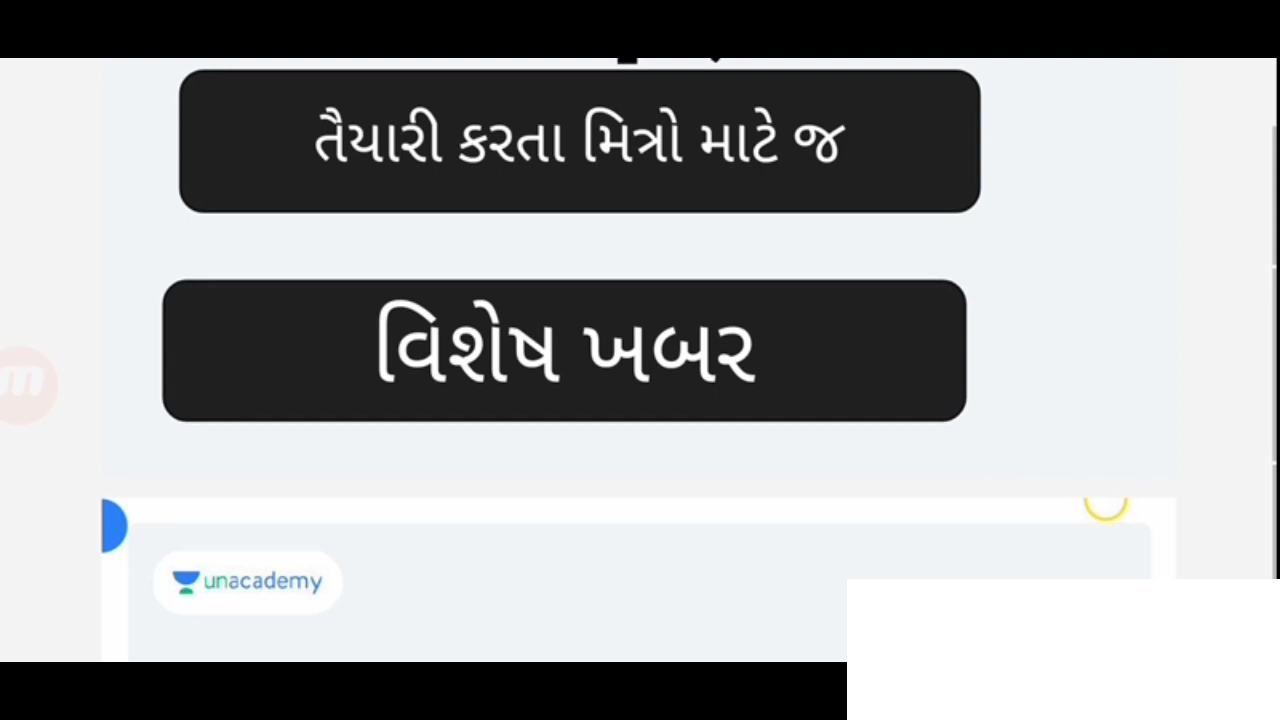 તૈયારી કરતા મિત્રો માટે જ
વિશેષ ખબર
unacademy